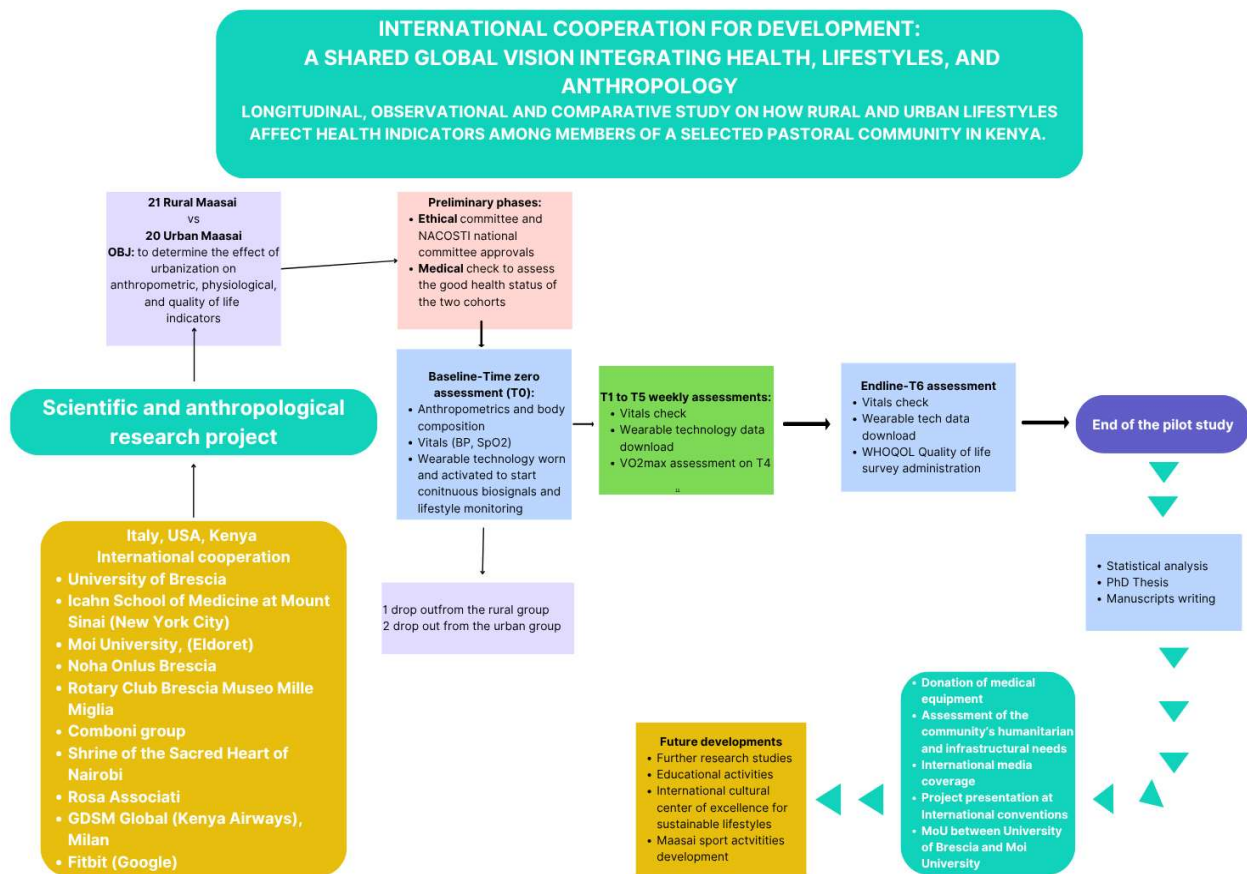 INTERNATIONAL COOPERATION FOR DEVELOPMENT:
A SHARED GLOBAL VISION INTEGRATING HEALTH, LIFESTYLES, AND
ANTHROPOLOGY
LONGITUDINAL, OBSERVATIONAL AND COMPARATIVE STUDY ON HOW RURAL AND URBAN LIFESTYLES
AFFECT HEALTH INDICATORS AMONG MEMBERS OF A SELECTED PASTORAL COMMUNITY IN KENYA.
21 Rural Maasai
vs
20 Urban Maasai
OBJ: to determine the effect of
urbanization on
anthropometric, physiological,
and quality of life
indicators
Preliminary phases:
• Ethical committee and
NACOSTI national
committee approvals
• Medical check to assess
the good health status of
the two cohorts
Scientific and anthropological
research project
Baseline-Time zero
assessment (T0):
• Anthropometrics and body
composition
• Vitals (BP, SpO2)
• Wearable technology worn
and activated to start
conitnuous biosignals and
lifestyle monitoring
T1 to T5 weekly assessments:
• Vitals check
• Wearable technology data
download
• VO2max assessment on T4
Endline-T6 assessment
• Vitals check
• Wearable tech data
download
• WHOQOL Quality of life
survey administration
End of the pilot study
Italy, USA, Kenya
International cooperation
• University of Brescia
• Icahn School of Medicine at Mount
Sinai (New York City)
• Moi University, (Eldoret)
• Noha Onlus Brescia
• Rotary Club Brescia Museo Mille
Miglia
• Comboni group
• Shrine of the Sacred Heart of
Nairobi
• Rosa Associati
• GDSM Global (Kenya Airways),
Milan
• Fitbit (Google)
1 drop outfrom the rural group
2 drop out from the urban group
• Statistical analysis
• PhD Thesis
• Manuscripts writing
• Donation of medical
equipment
• Assessment of the
community's humanitarian
and infrastructural needs
• International media
coverage
• Project presentation at
International conventions
• MoU between University
of Brescia and Moi
University
Future developments
• Further research studies
• Educational activities
• International cultural
center of excellence for
sustainable lifestyles
• Maasai sport actvitities
development